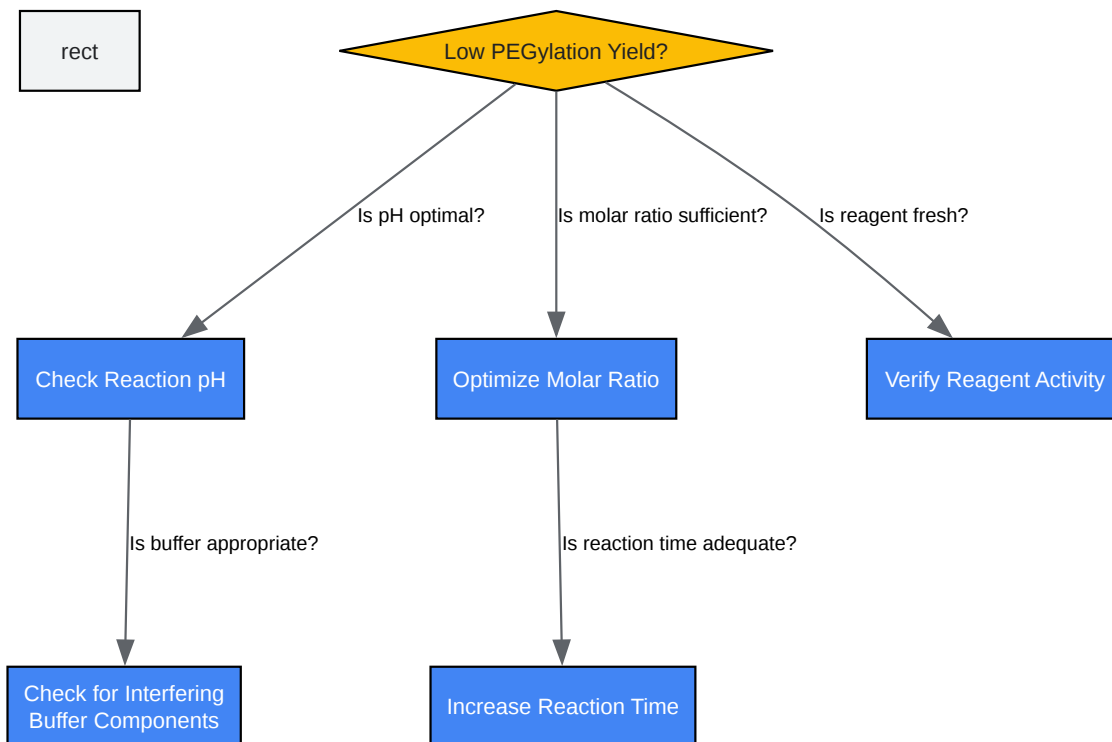 rect
Low PEGylation Yield?
Is pH optimal?
Is molar ratio sufficient?
Is reagent fresh?
Check Reaction pH
Optimize Molar Ratio
Verify Reagent Activity
Is buffer appropriate?
Is reaction time adequate?
Check for Interfering
Buffer Components
Increase Reaction Time